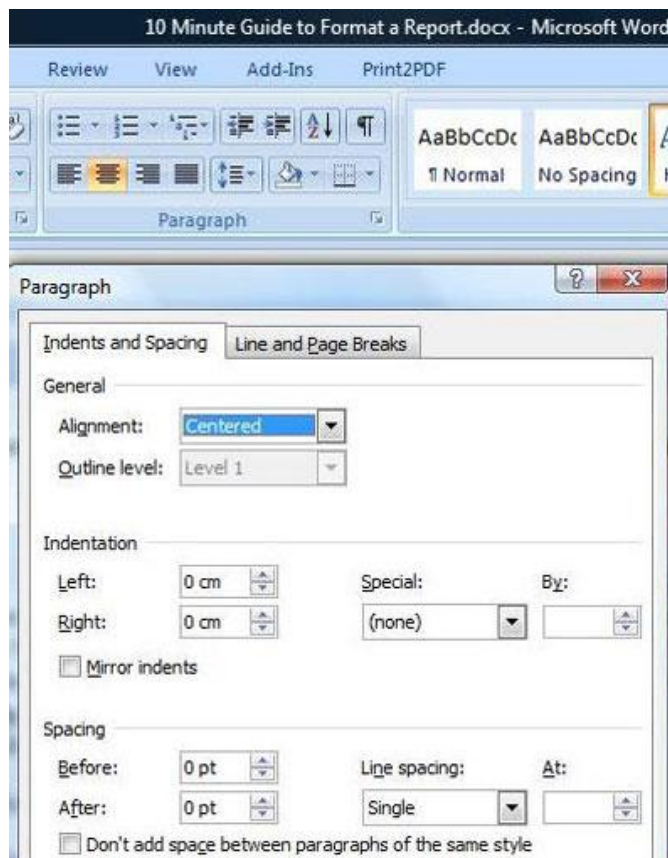 10 Minute Guide to Format a Report.docx - Microsoft Word
Review View Add-Ins Print2PDF
AaBbCcDc AaBbCcDc
¶ Normal No Spacing
Paragraph
Paragraph
Indents and Spacing Line and Page Breaks
General
Alignment: Centered
Outline level: Level 1
Indentation
Left: 0 cm Special: By:
Right: 0 cm (none)
Mirror indents
Spacing
Before: 0 pt Line spacing: At:
After: 0 pt Single
Don't add space between paragraphs of the same style